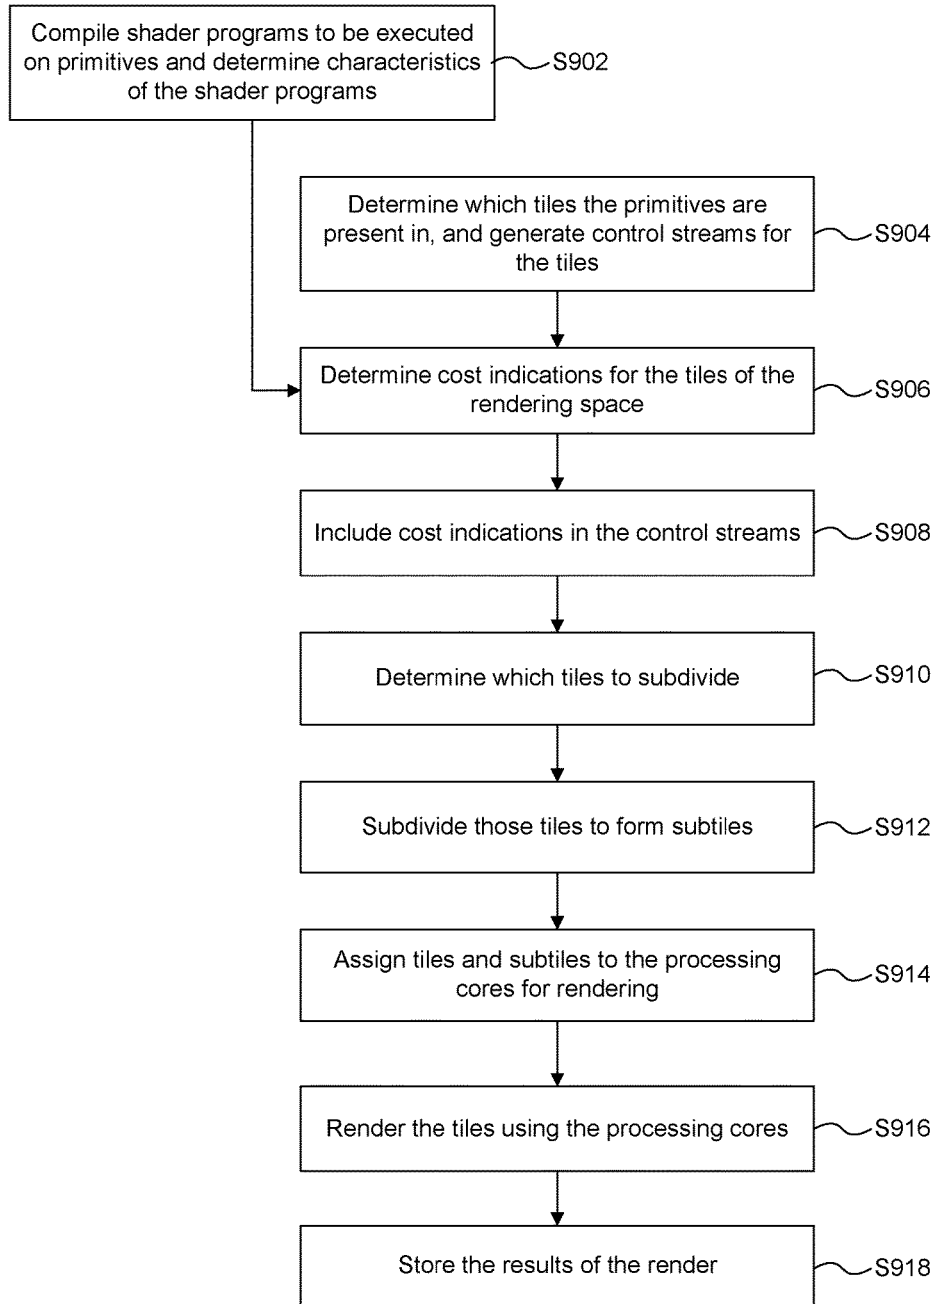 Compile shader programs to be executed
on primitives and determine characteristics
of the shader programs
S902
Determine which tiles the primitives are
present in, and generate control streams for
the tiles
S904
Determine cost indications for the tiles of the
rendering space
S906
Include cost indications in the control streams
S908
Determine which tiles to subdivide
S910
Subdivide those tiles to form subtiles
S912
Assign tiles and subtiles to the processing
cores for rendering
S914
Render the tiles using the processing cores
S916
Store the results of the render
S918